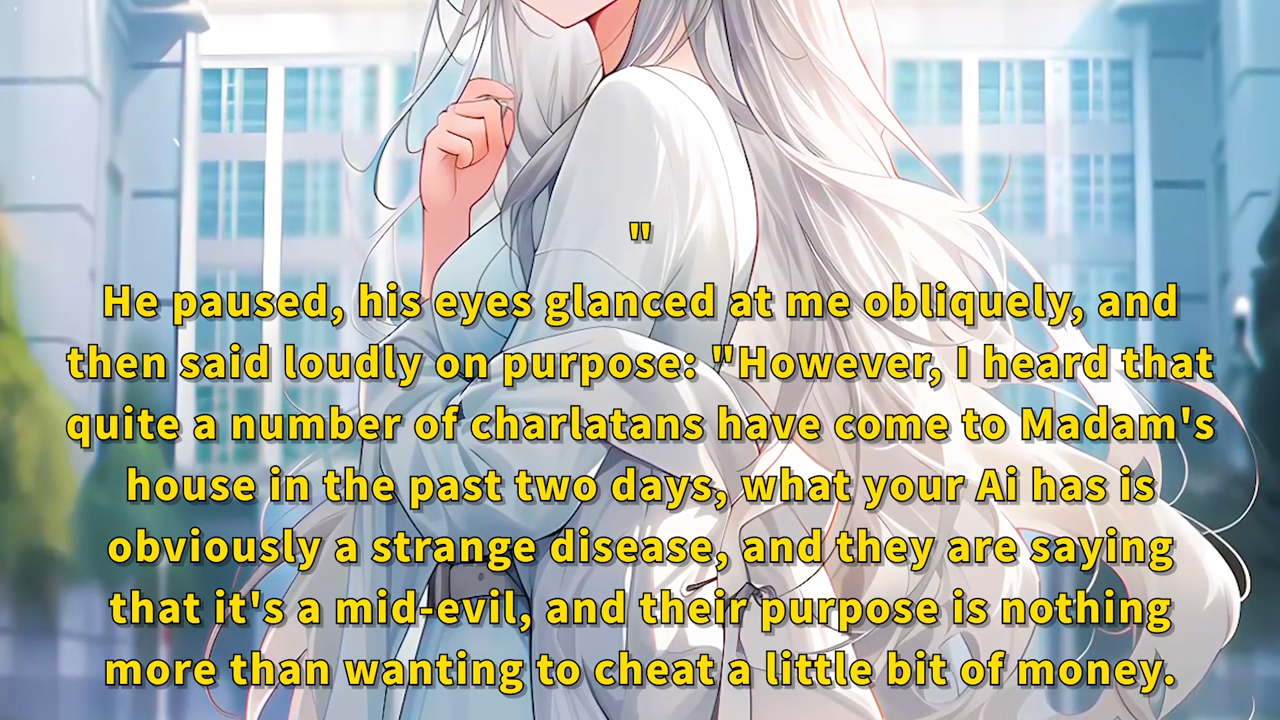 "
He paused, his eyes glanced at me obliquely, and
then said loudly on purpose: "However, I heard that
quite a number of charlatans have come to Madam's
house in the past two days, what your Ai has is
obviously a strange disease, and they are saying
that it's a mid-evil, and their purpose is nothing
more than wanting to cheat a little bit of money.